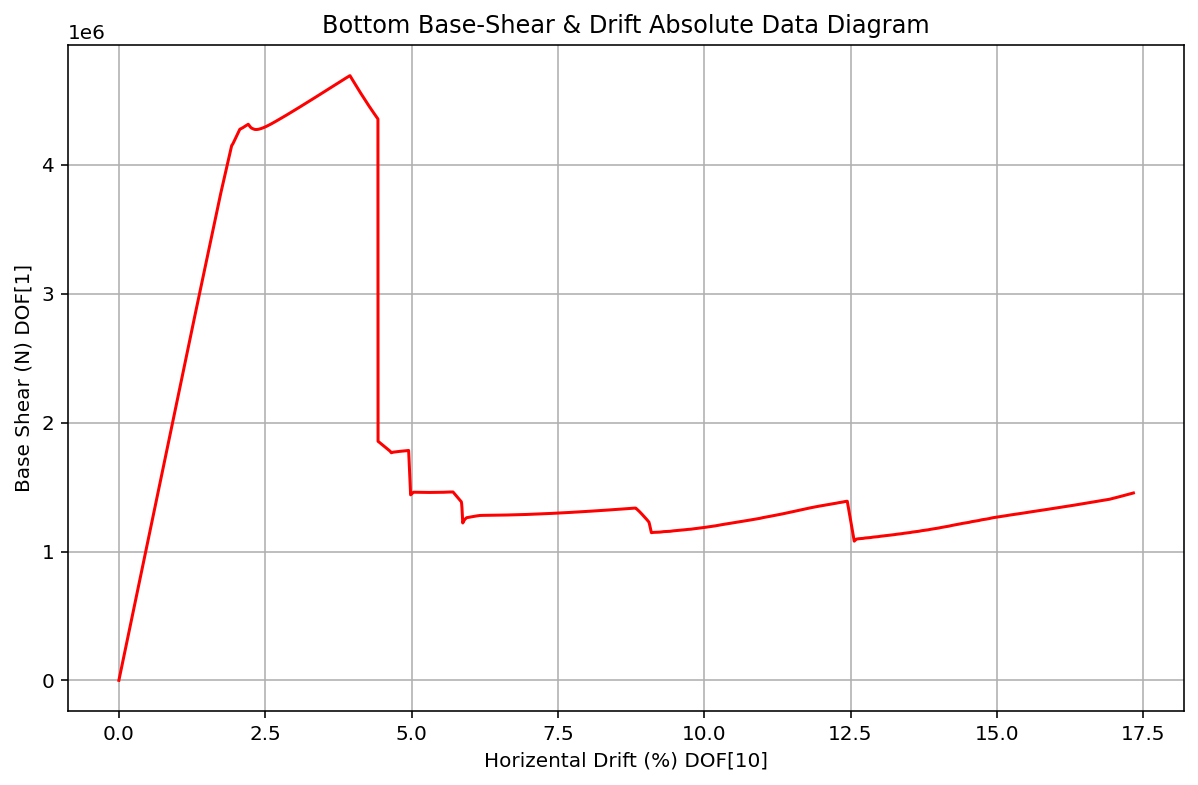 Bottom Base-Shear & Drift Absolute Data Diagram
1e6
4
3
2
1
0
Base Shear (N) DOF[1]
0.0 2.5 5.0 7.5 10.0 12.5 15.0 17.5
Horizental Drift (%) DOF[10]